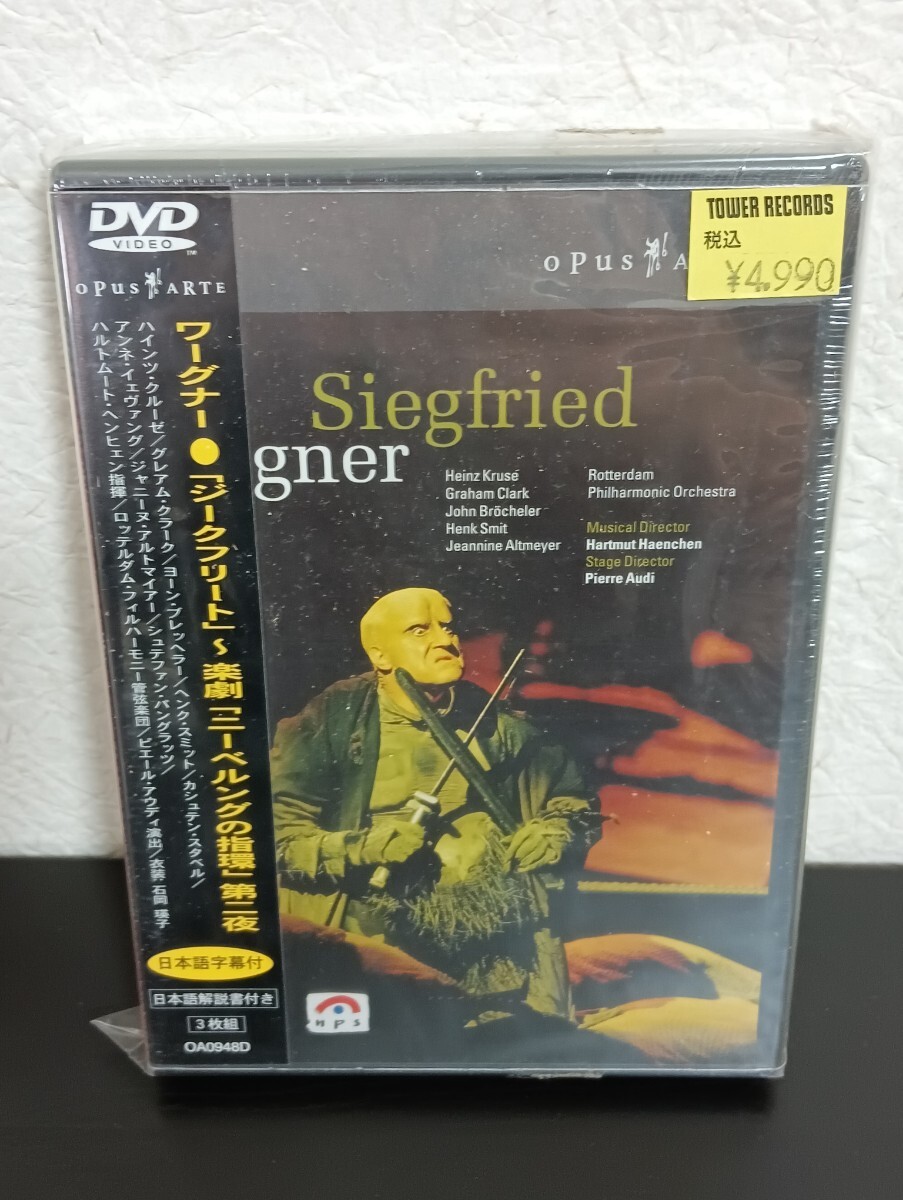 DVD
VIDEO
OPUS ARTE
ワーグナー●「ジークフリート」～楽劇「ニーベルングの指環」第二夜
ハインツ・クルーゼ/グレアム・クラーク/ヨーン・ブレッヘラー/ヘンク・スミット/カシュテン・スタベル/
アンネ・イェヴァング/ジャニーヌ・アルトマイアー/シュテファン・パングラッツ/
ハルトムート・ヘンヒェン指揮/ロッテルダム・フィルハーモニー管弦楽団/ピエール・アウディ演出/衣装:石岡 瑛子
日本語字幕付
日本語解説書付き
3枚組
OA0948D
TOWER RECORDS
税込
¥4.990
OPUS A
Siegfried
gner
Heinz Kruse
Graham Clark
John Bröcheler
Henk Smit
Jeannine Altmeyer
Rotterdam
Philharmonic Orchestra
Musical Director
Hartmut Haenchen
Stage Director
Pierre Audi
NPS